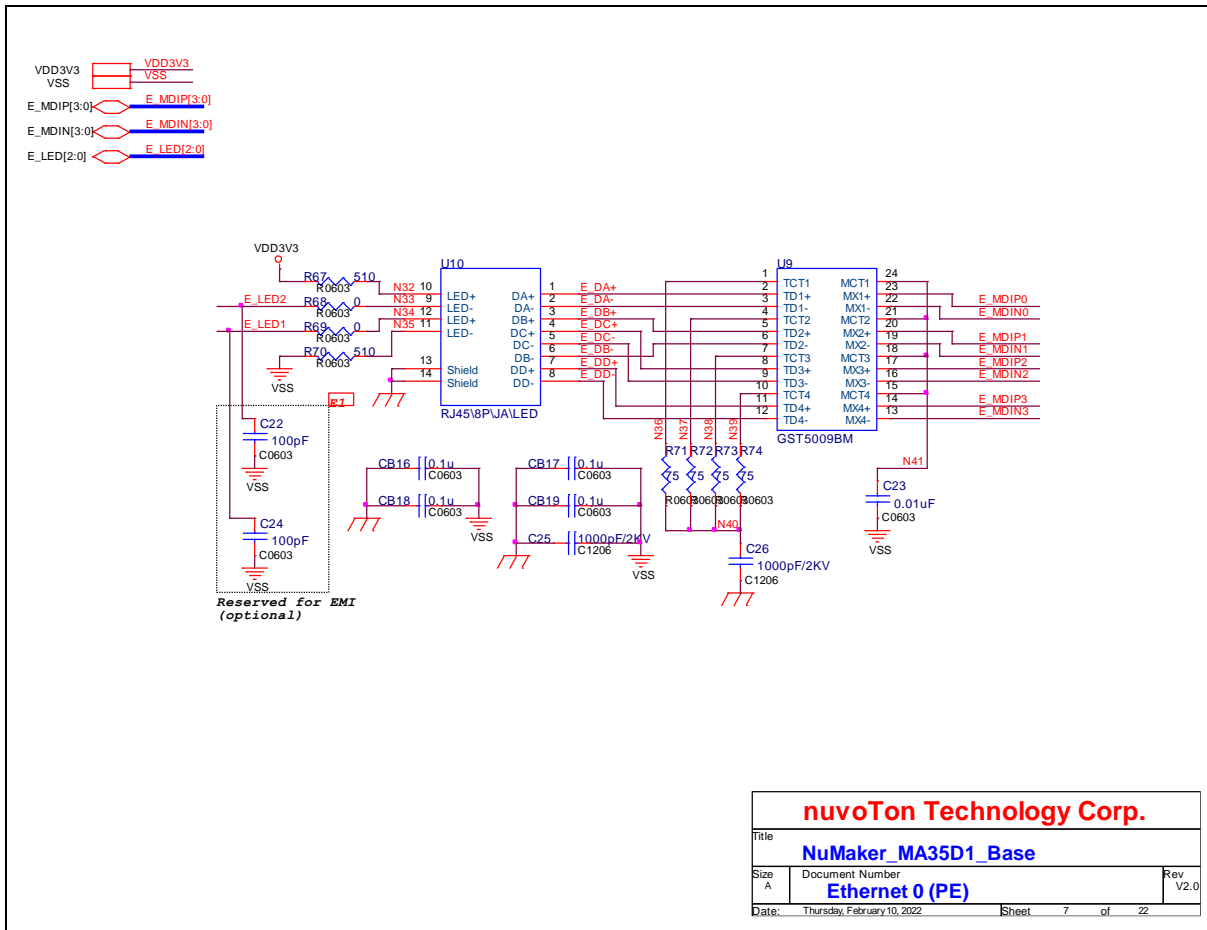 VDD3V3 VDD3V3
VSS VSS
E_MDIP[3:0] E_MDIP[3:0]
E_MDIN[3:0] E_MDIN[3:0]
E_LED[2:0] E_LED[2:0]
VDD3V3
R67 510
R0603
E_LED2 R68 0
R0603
E_LED1 R69 0
R0603
R70 510
R0603
VSS
N32 10
N33 9
N34 12
N35 11
13
14
U10
LED+ DA+ 1 E_DA+
LED- DA- 2 E_DA-
LED+ DB+ 3 E_DB+
LED- DC+ 4 E_DC+
DC- 5 E_DC-
DB- 6 E_DB-
Shield DD+ 7 E_DD+
Shield DD- 8 E_DD-
RJ45\8P\JA\LED
U9
1 TCT1 MCT1 24
2 TD1+ MX1+ 23 E_MDIP0
3 TD1- MX1- 22 E_MDIN0
4 TCT2 MCT2 21
5 TD2+ MX2+ 20 E_MDIP1
6 TD2- MX2- 19 E_MDIN1
7 TCT3 MCT3 18
8 TD3+ MX3+ 17 E_MDIP2
9 TD3- MX3- 16 E_MDIN2
10 TCT4 MCT4 15
11 TD4+ MX4+ 14 E_MDIP3
12 TD4- MX4- 13 E_MDIN3
GST5009BM
E1
C22
100pF
C0603
VSS
C24
100pF
C0603
VSS
Reserved for EMI
(optional)
CB16 0.1u
C0603
CB18 0.1u
C0603
VSS
CB17 0.1u
C0603
CB19 0.1u
C0603
C25 1000pF/2KV
C1206
VSS
N36 N37 N38 N39
R71 R72 R73 R74
75 75 75 75
R0603 R0603 R0603 R0603
N40
C26
1000pF/2KV
C1206
N41
C23
0.01uF
C0603
VSS
nuvoTon Technology Corp.
Title
NuMaker_MA35D1_Base
Size Document Number Rev
A Ethernet 0 (PE) V2.0
Date: Thursday, February 10, 2022 Sheet 7 of 22